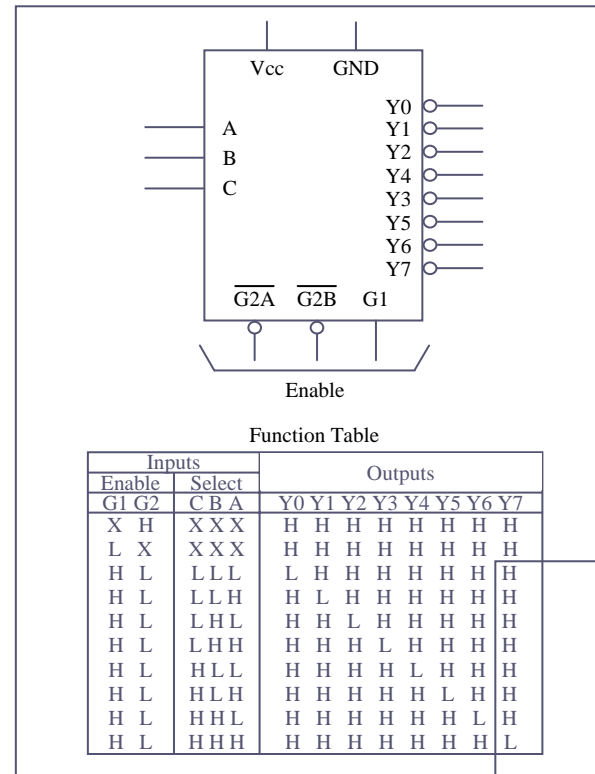 Vcc GND
Y0
A Y1
B Y2
C Y4
Y3
Y5
Y6
Y7
G2A G2B G1
Enable
Function Table
Inputs Outputs
Enable Select
G1 G2 C B A Y0 Y1 Y2 Y3 Y4 Y5 Y6 Y7
X H X X X H H H H H H H H
L X X X X H H H H H H H H
H L L L L L H H H H H H H
H L L L H H L H H H H H H
H L L H L H H L H H H H H
H L L H H H H H L H H H H
H L H L L H H H H L H H H
H L H L H H H H H H L H H
H L H H L H H H H H H L H
H L H H H H H H H H H H L